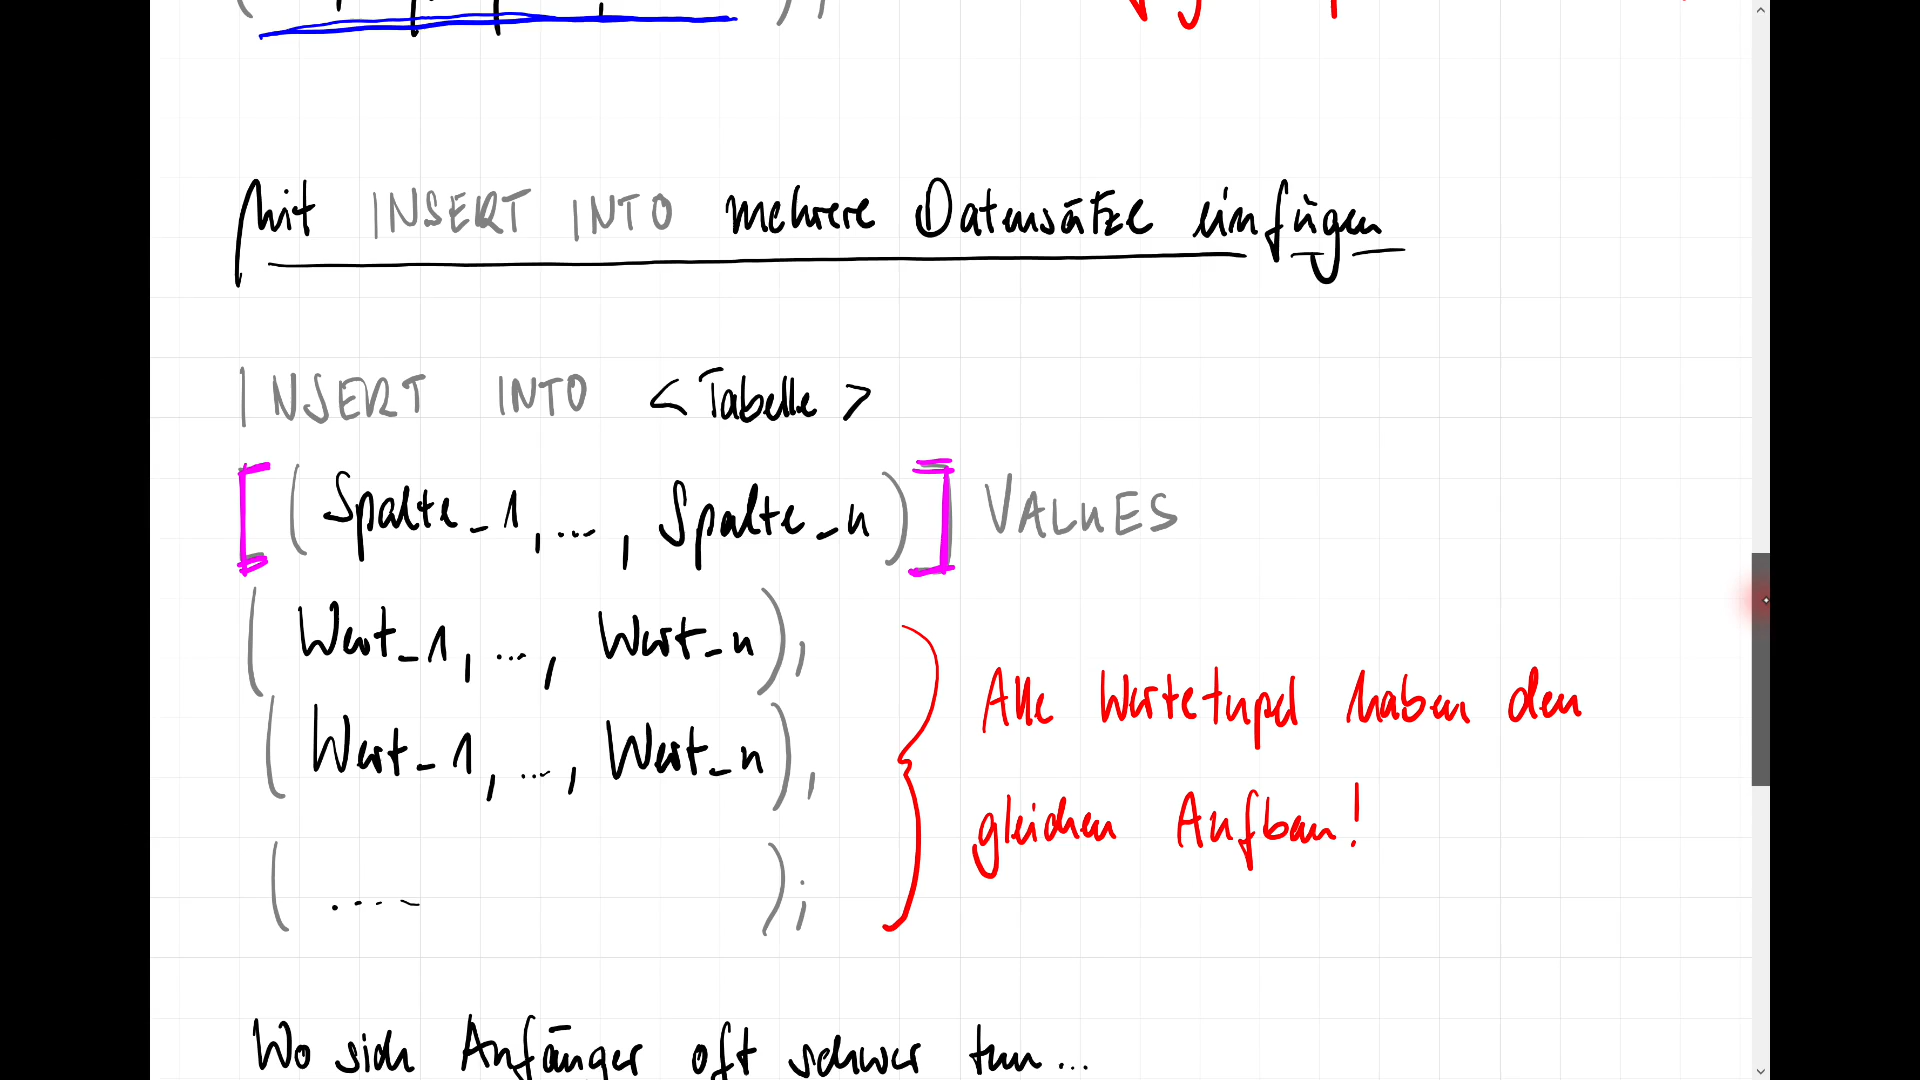 Mit INSERT INTO mehrere Datensätze einfügen
INSERT INTO <Tabelle>
[(Spalte_1, ..., Spalte_n)] VALUES
(Wert_1, ..., Wert_n),
(Wert_1, ..., Wert_n),
(.... );
Alle Wertetupel haben den
gleichen Aufbau!
Wo sich Anfänger oft schwer tun...